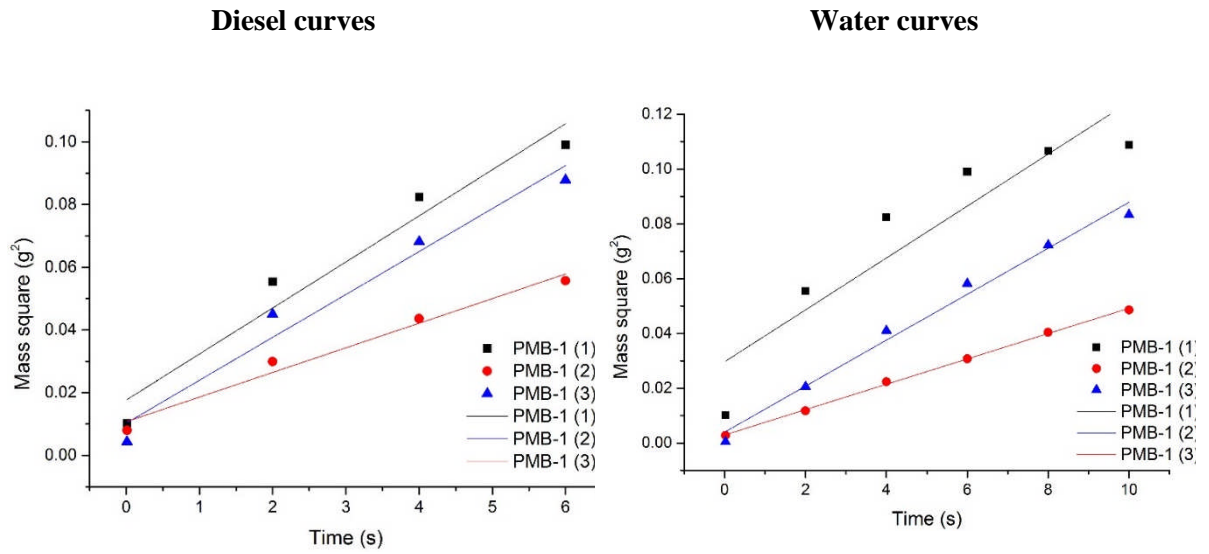 Diesel curves
Mass square (g²)
0.10
0.08
0.06
0.04
0.02
0.00
PMB-1 (1)
PMB-1 (2)
PMB-1 (3)
PMB-1 (1)
PMB-1 (2)
PMB-1 (3)
0 1 2 3 4 5 6
Time (s)
Water curves
Mass square (g²)
0.12
0.10
0.08
0.06
0.04
0.02
0.00
PMB-1 (1)
PMB-1 (2)
PMB-1 (3)
PMB-1 (1)
PMB-1 (2)
PMB-1 (3)
0 2 4 6 8 10
Time (s)